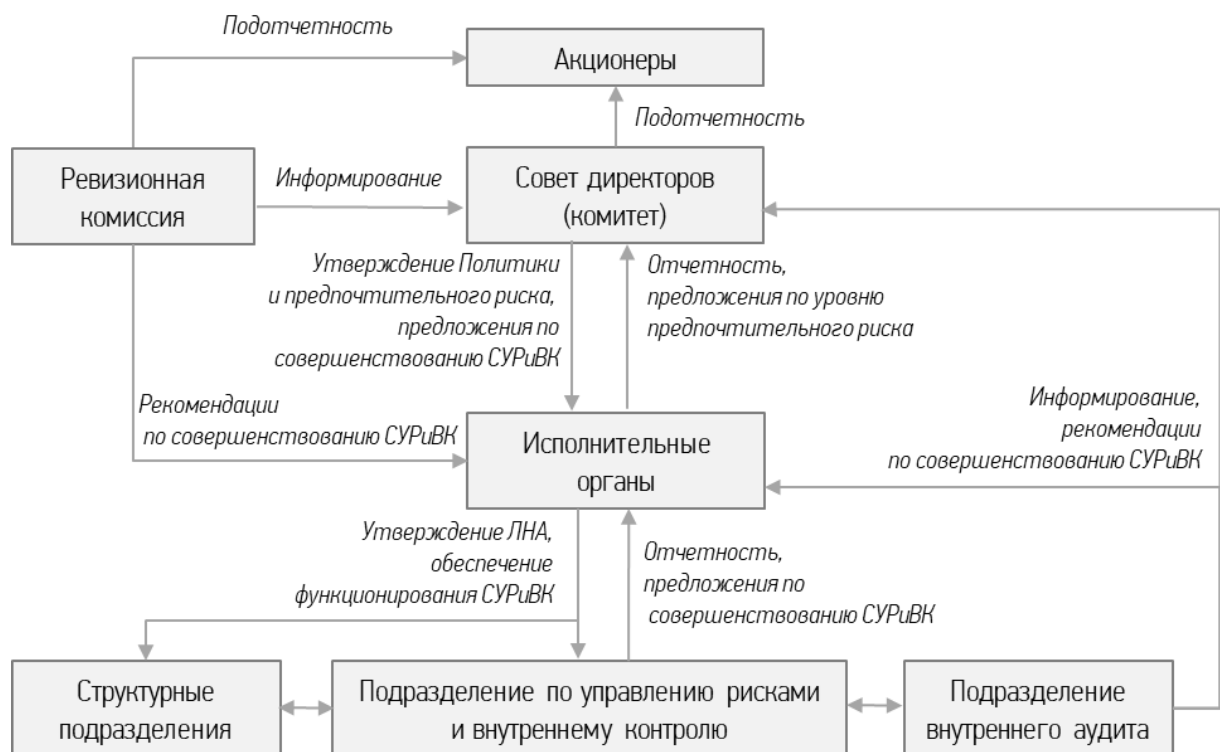 Подотчетность
Акционеры
Подотчетность
Ревизионная
комиссия
Информирование
Совет директоров
(комитет)
Утверждение Политики
и предпочтительного риска,
предложения по
совершенствованию СУРиВК
Отчетность,
предложения по уровню
предпочтительного риска
Рекомендации
по совершенствованию СУРиВК
Исполнительные
органы
Информирование,
рекомендации
по совершенствованию СУРиВК
Утверждение ЛНА,
обеспечение
функционирования СУРиВК
Отчетность,
предложения по
совершенствованию СУРиВК
Структурные
подразделения
Подразделение по управлению рисками
и внутреннему контролю
Подразделение
внутреннего аудита